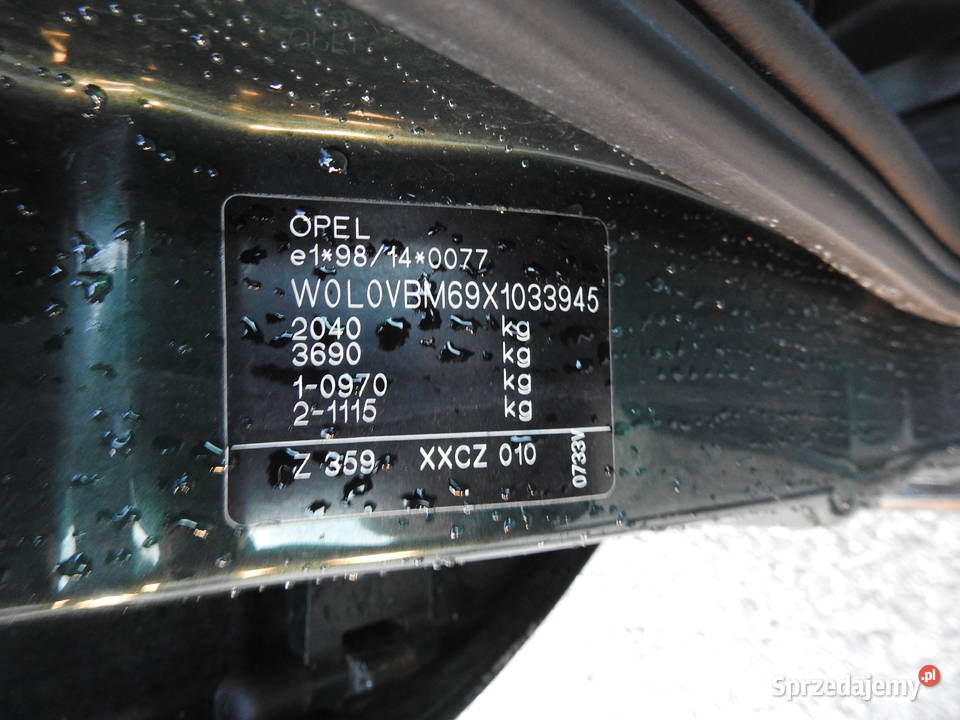 OPEL
e1*98/14*0077
W0L0VBM69X1033945
2040 kg
3690 kg
1-0970 kg
2-1115 kg
Z 359 XXCZ 010
0733V
Sprzedajemy.pl